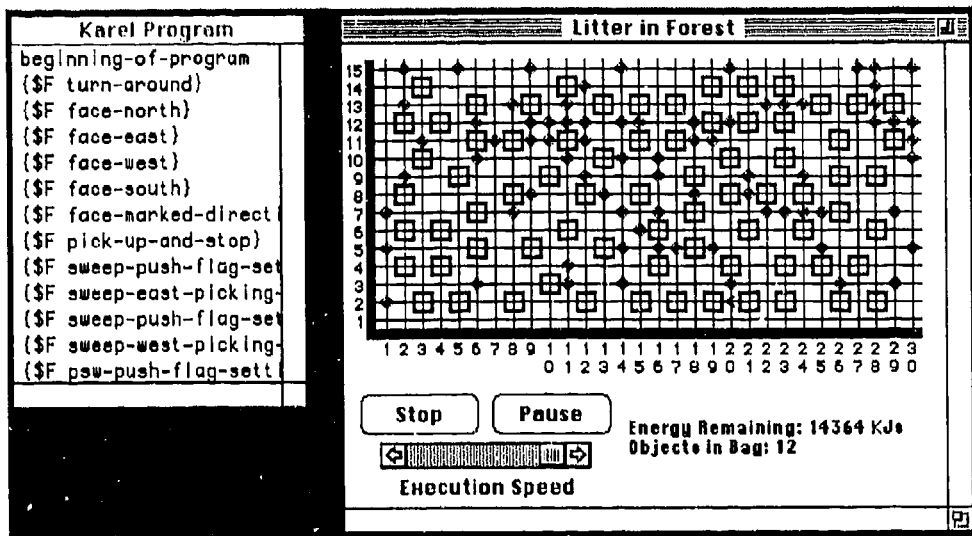 Karel Program
beginning-of-program
{$F turn-around}
{$F face-north}
{$F face-east}
{$F face-west}
{$F face-south}
{$F face-marked-directi
{$F pick-up-and-stop}
{$F sweep-push-flag-set
{$F sweep-east-picking-
{$F sweep-push-flag-set
{$F sweep-west-picking-
{$F psw-push-flag-sett
Litter in Forest
15
14
13
12
11
10
9
8
7
6
5
4
3
2
1
1 2 3 4 5 6 7 8 9 1 1 1 1 1 1 1 1 1 1 2 2 2 2 2 2 2 2 2 2 3
0 1 2 3 4 5 6 7 8 9 0 1 2 3 4 5 6 7 8 9 0
Stop Pause
Energy Remaining: 14364 KJs
Objects in Bag: 12
Execution Speed